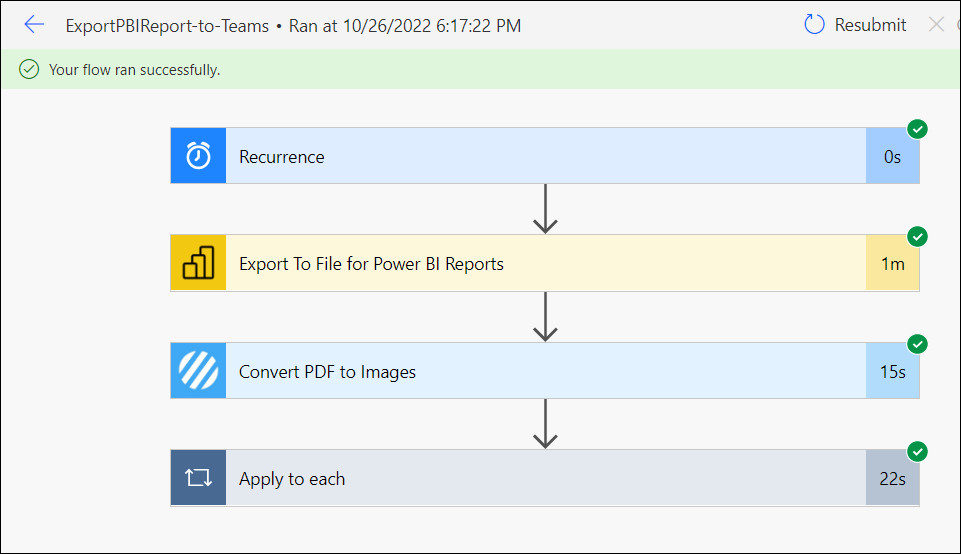 ExportPBIReport-to-Teams • Ran at 10/26/2022 6:17:22 PM Resubmit
Your flow ran successfully.
Recurrence 0s
Export To File for Power BI Reports 1m
Convert PDF to Images 15s
Apply to each 22s